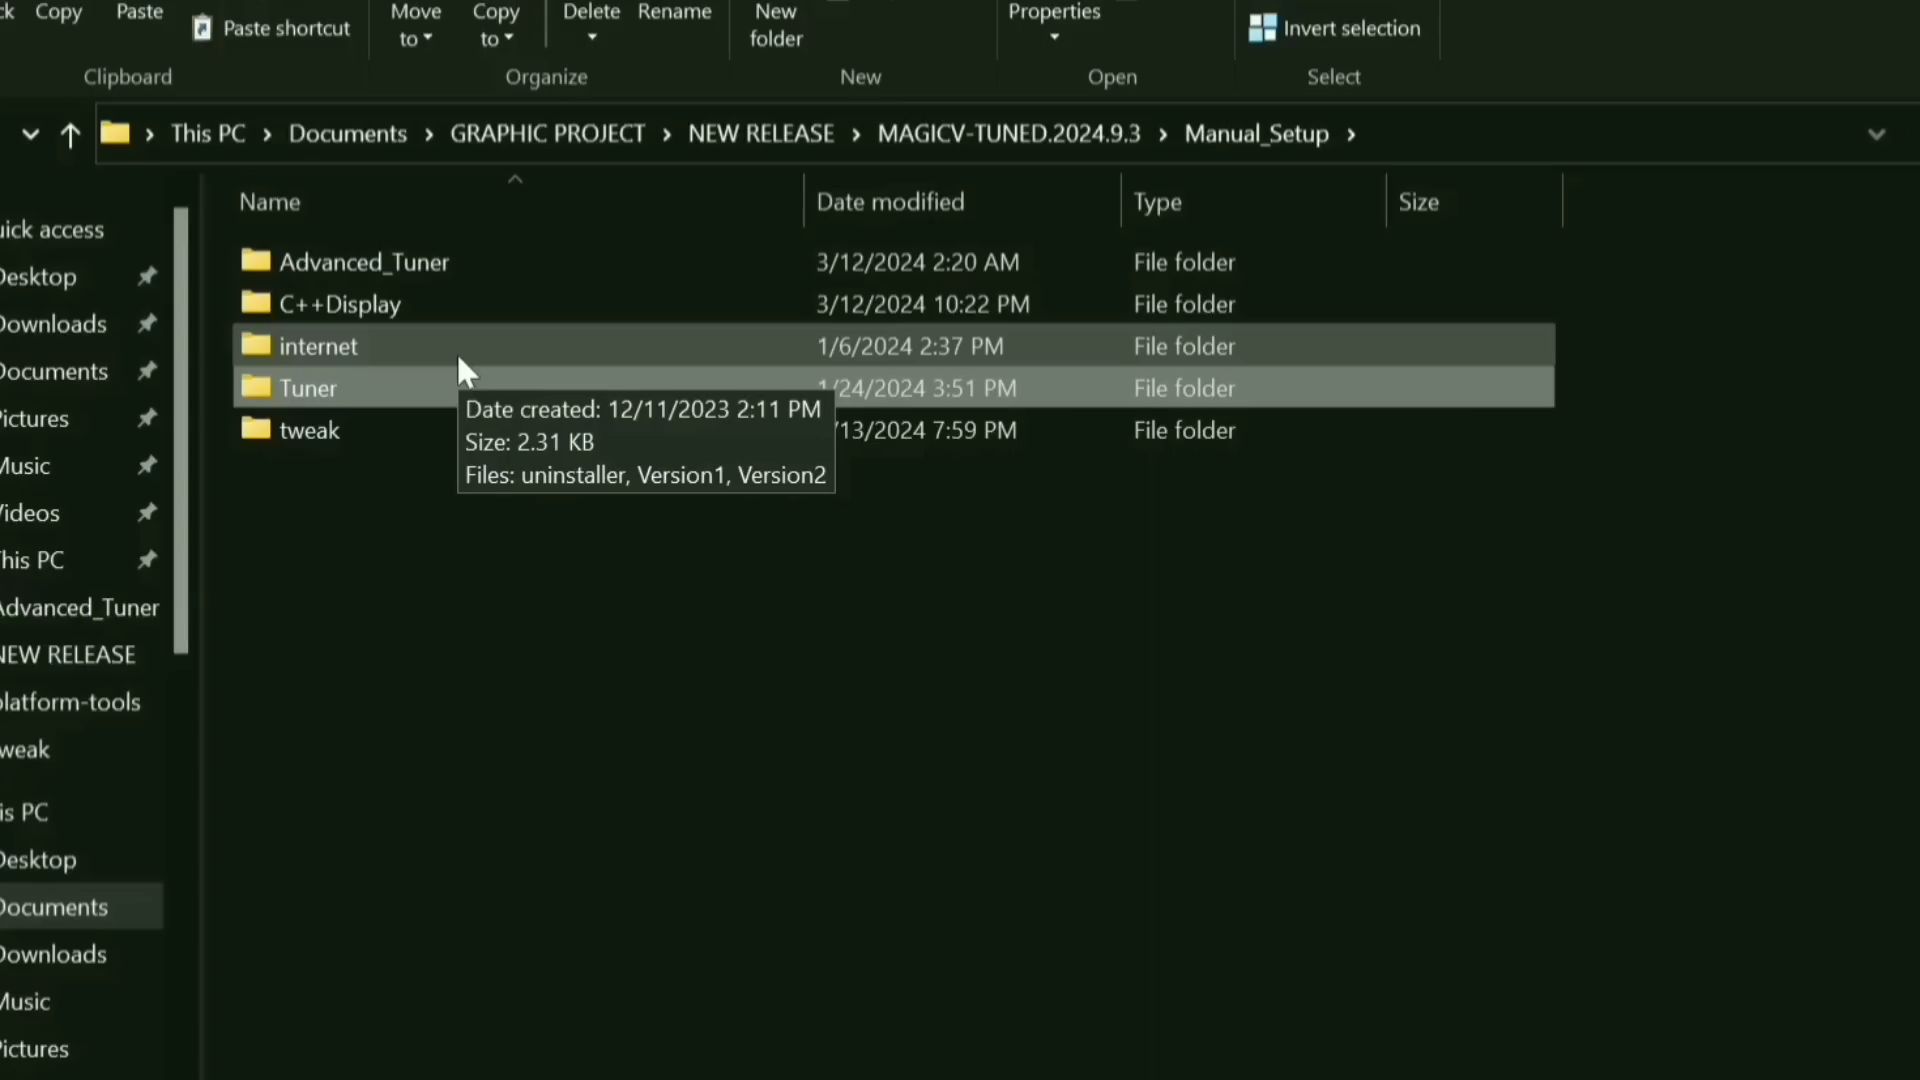 ck Copy Paste Paste shortcut
Move to Copy to Delete Rename
New folder
Properties
Invert selection
Clipboard Organize New Open Select
This PC > Documents > GRAPHIC PROJECT > NEW RELEASE > MAGICV-TUNED.2024.9.3 > Manual_Setup >
Name Date modified Type Size
Advanced_Tuner 3/12/2024 2:20 AM File folder
C++Display 3/12/2024 10:22 PM File folder
internet 1/6/2024 2:37 PM File folder
Tuner 1/24/2024 3:51 PM File folder
tweak /13/2024 7:59 PM File folder
Date created: 12/11/2023 2:11 PM
Size: 2.31 KB
Files: uninstaller, Version1, Version2
uick access
Desktop
Downloads
Documents
Pictures
Music
Videos
This PC
Advanced_Tuner
NEW RELEASE
platform-tools
weak
is PC
Desktop
Documents
Downloads
Music
Pictures